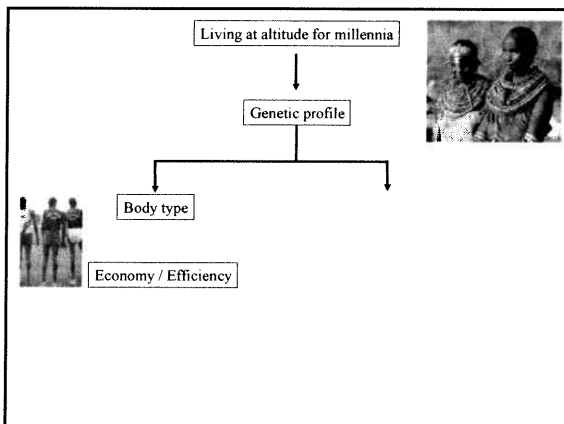 Living at altitude for millennia
Genetic profile
Body type
Economy / Efficiency